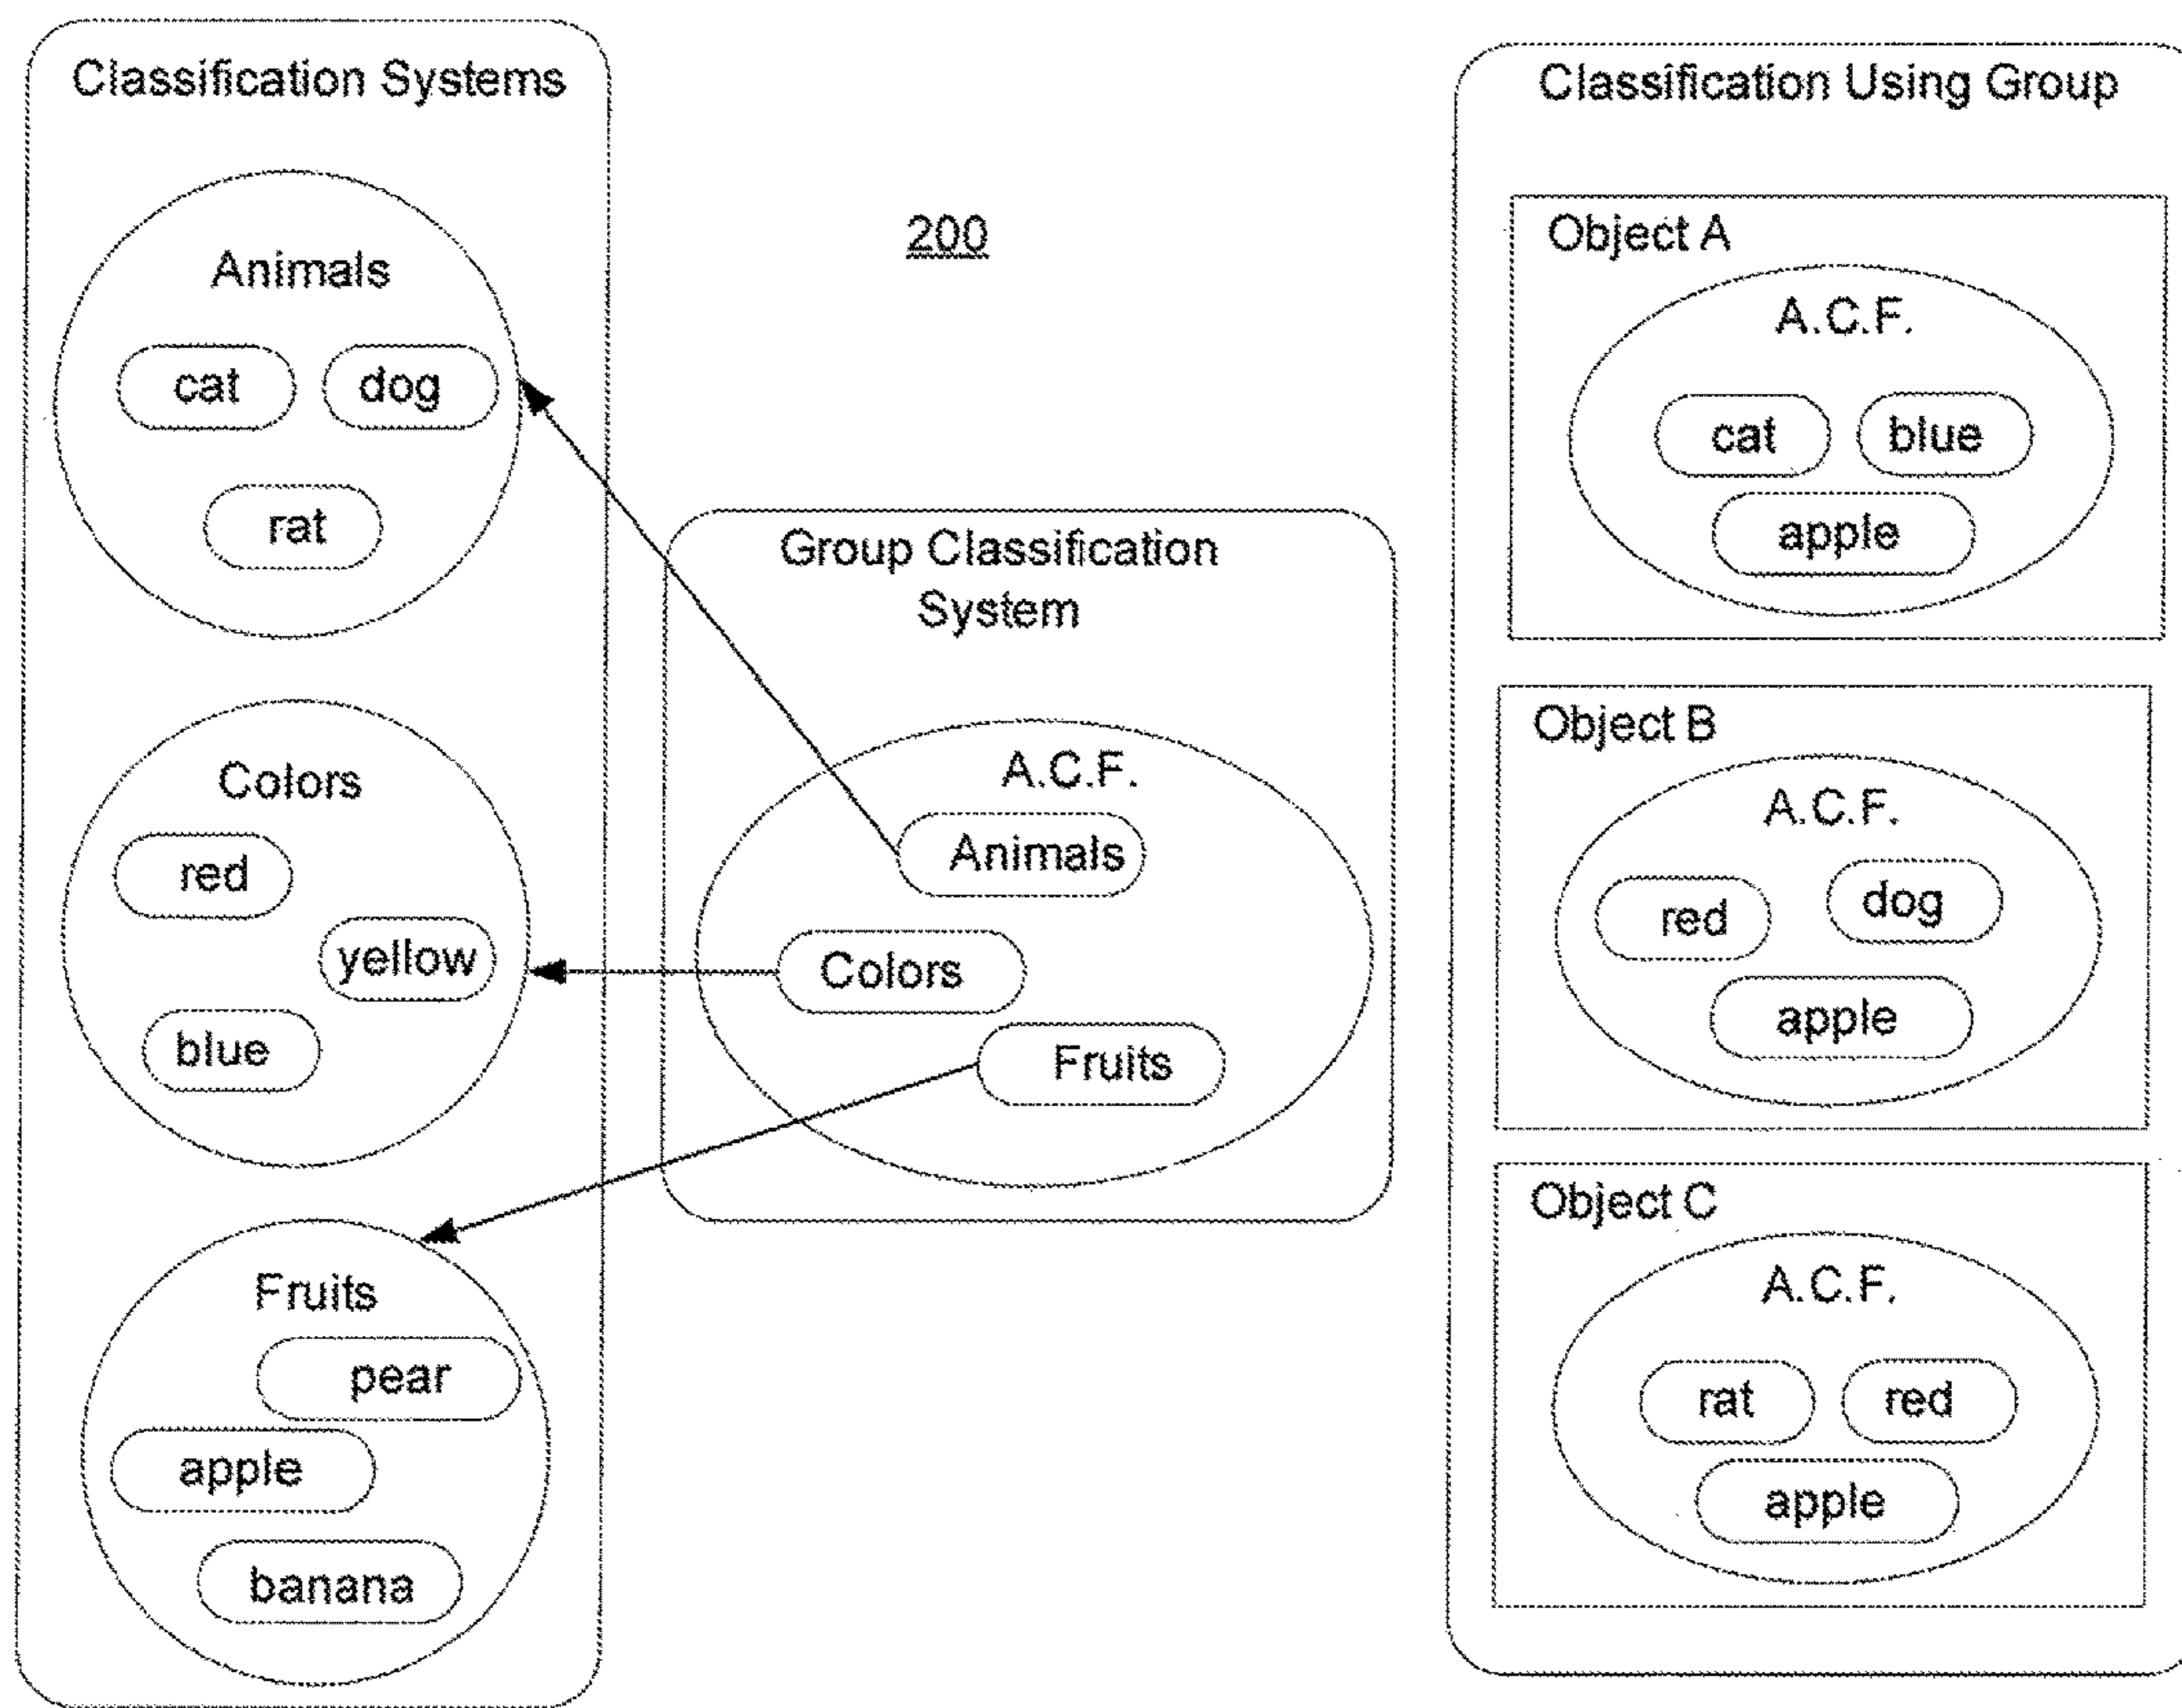 Classification Systems
Animals
cat
dog
rat
Colors
red
yellow
blue
Fruits
pear
apple
banana
200
Group Classification
System
A.C.F.
Animals
Colors
Fruits
Classification Using Group
Object A
A.C.F.
cat
blue
apple
Object B
A.C.F.
red
dog
apple
Object C
A.C.F.
rat
red
apple